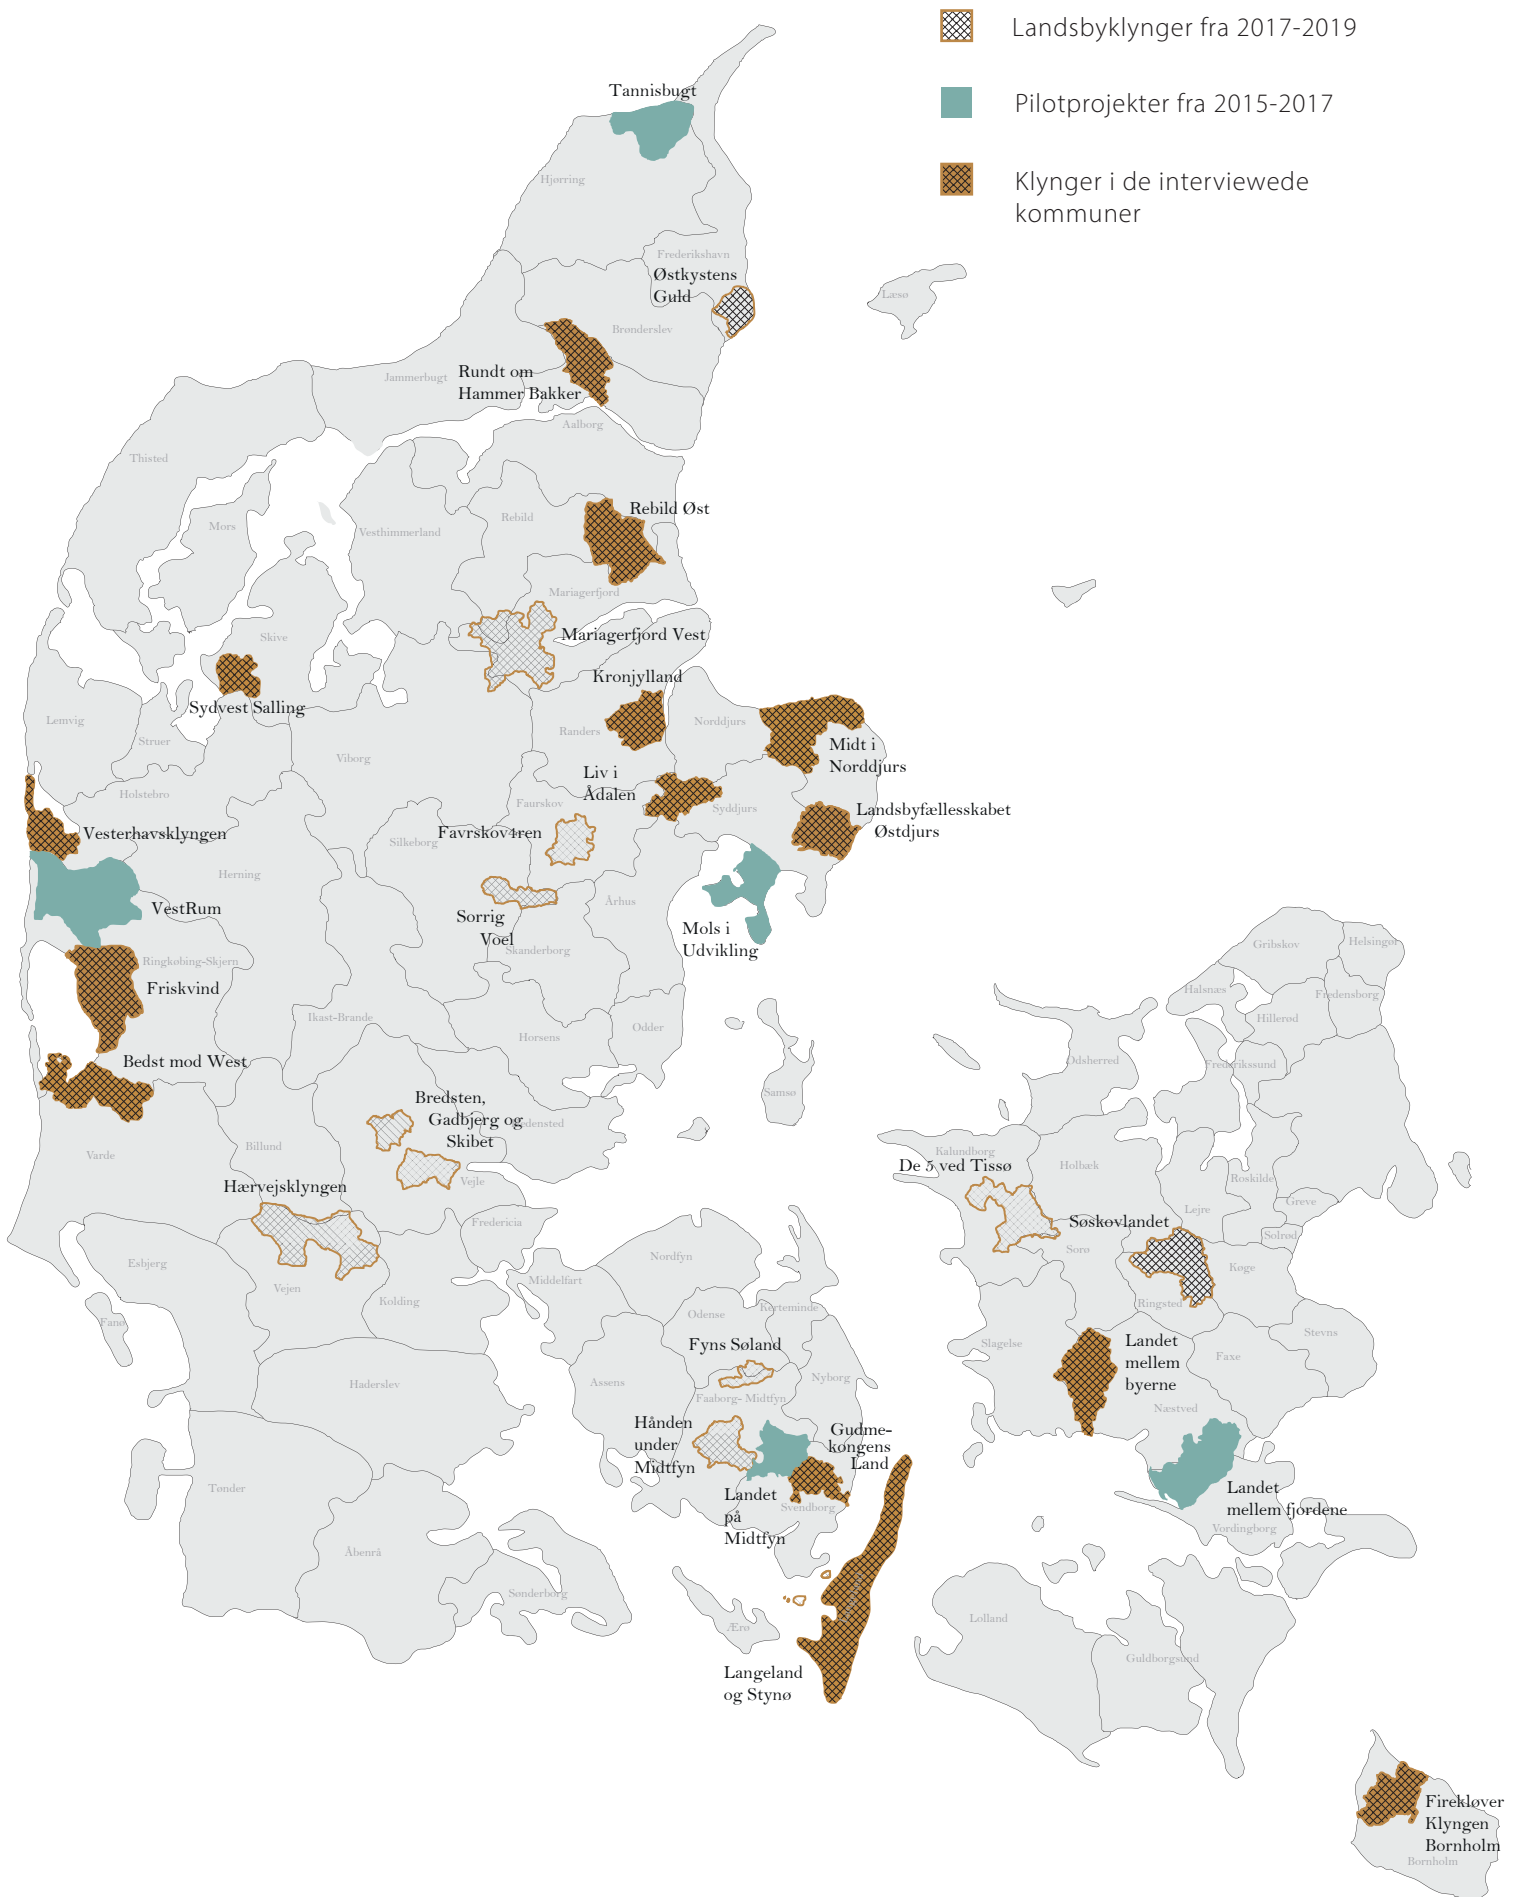 Landsbyklynger fra 2017-2019
Pilotprojekter fra 2015-2017
Klynger i de interviewede
kommuner
Tannisbugt
Hjørring
Frederikshavn
Østkystens
Guld
Læsø
Brønderslev
Rundt om
Hammer Bakker
Jammerbugt
Aalborg
Thisted
Rebild Øst
Rebild
Mors
Vesthimmerland
Mariagerfjord
Mariagerfjord Vest
Skive
Kronjylland
Sydvest Salling
Lemvig
Struer
Randers
Norddjurs
Midt i
Norddjurs
Viborg
Liv i
Ådalen
Holstebro
Faurskov
Syddjurs
Landsbyfællesskabet
Østdjurs
Vesterhavsklyngen
Favrskov4ren
Silkeborg
Herning
VestRum
Århus
Sorrig
Voel
Mols i
Udvikling
Skanderborg
Ringkøbing-Skjern
Friskvind
Gribskov
Helsingør
Halsnæs
Fredensborg
Hillerød
Ikast-Brande
Horsens
Odder
Bedst mod West
Odsherred
Frederikssund
Samsø
Bredsten,
Gadbjerg og
Skibet
Billund
Varde
Vejle
Kalundborg
De 5 ved Tissø
Holbæk
Roskilde
Greve
Lejre
Hærvejsklyngen
Fredericia
Søskovlandet
Solrød
Sorø
Køge
Esbjerg
Nordfyn
Middelfart
Vejen
Kolding
Ringsted
Fanø
Odense
Kerteminde
Stevns
Slagelse
Fyns Søland
Landet
mellem
byerne
Faxe
Haderslev
Assens
Nyborg
Faaborg- Midtfyn
Næstved
Hånden
under
Midtfyn
Gudme-
kongens
Land
Tønder
Landet
på
Midtfyn
Svendborg
Landet
mellem fjordene
Vordingborg
Åbenrå
Sønderborg
Ærø
Lolland
Guldborgsund
Langeland
og Stynø
Firekløver
Klyngen
Bornholm
Bornholm